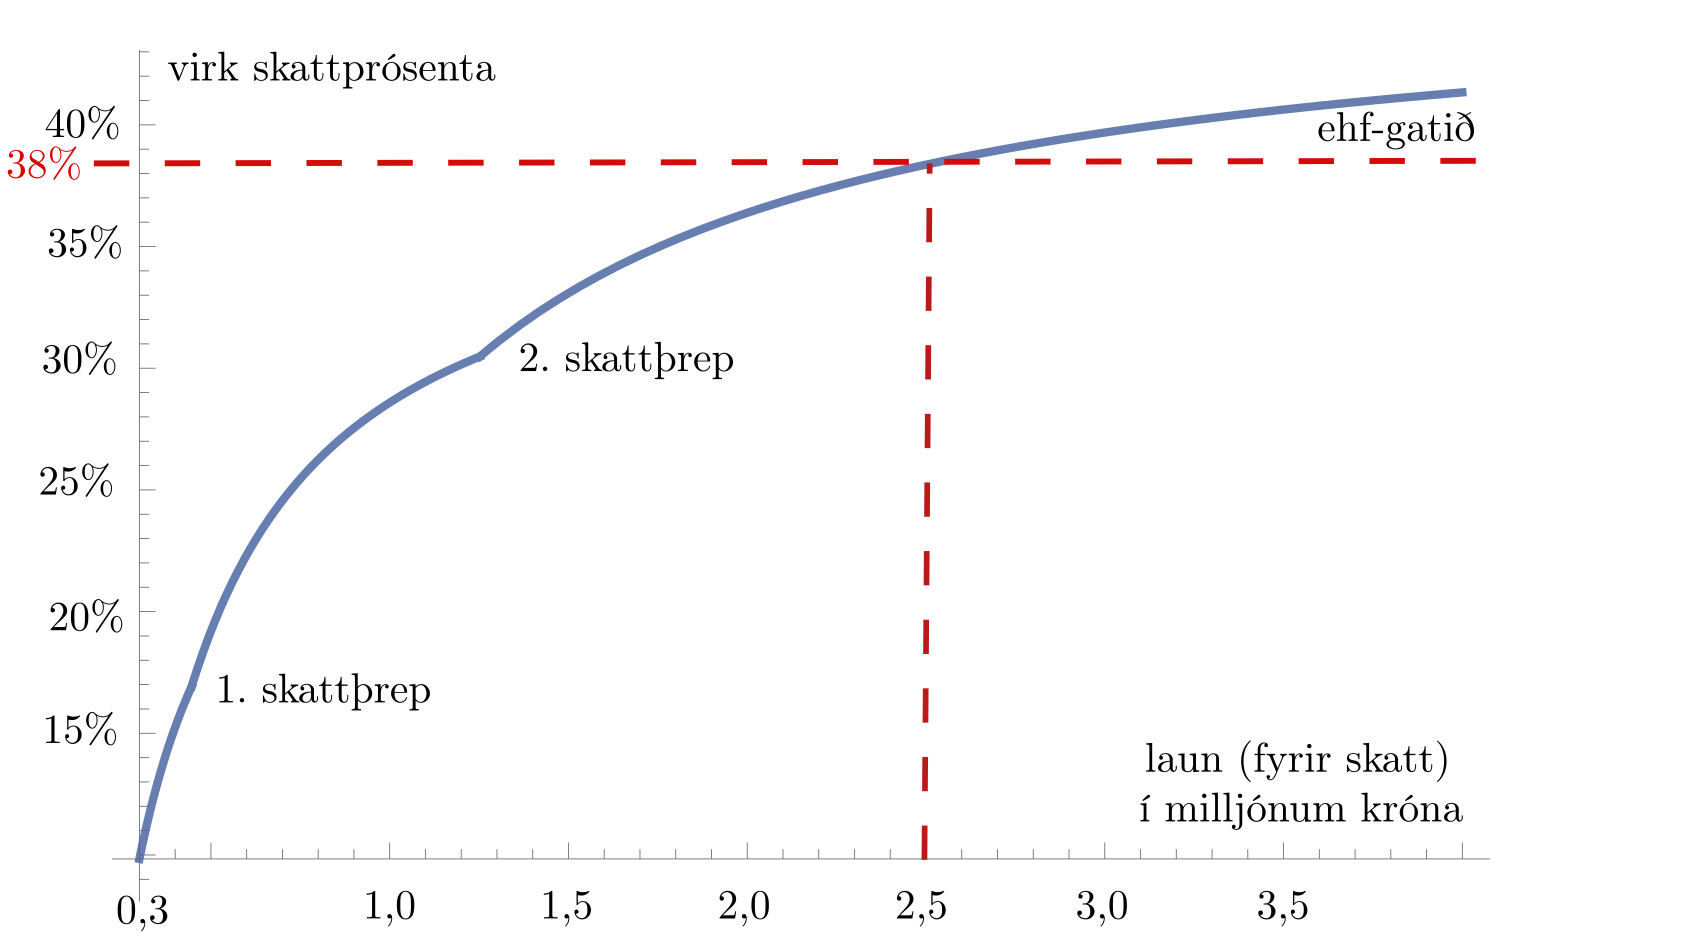 virk skattprósenta
40%
ehf-gatið
38%
35%
30%
2. skattþrep
25%
20%
1. skattþrep
15%
laun (fyrir skatt)
í milljónum króna
0,3
1,0
1,5
2,0
2,5
3,0
3,5